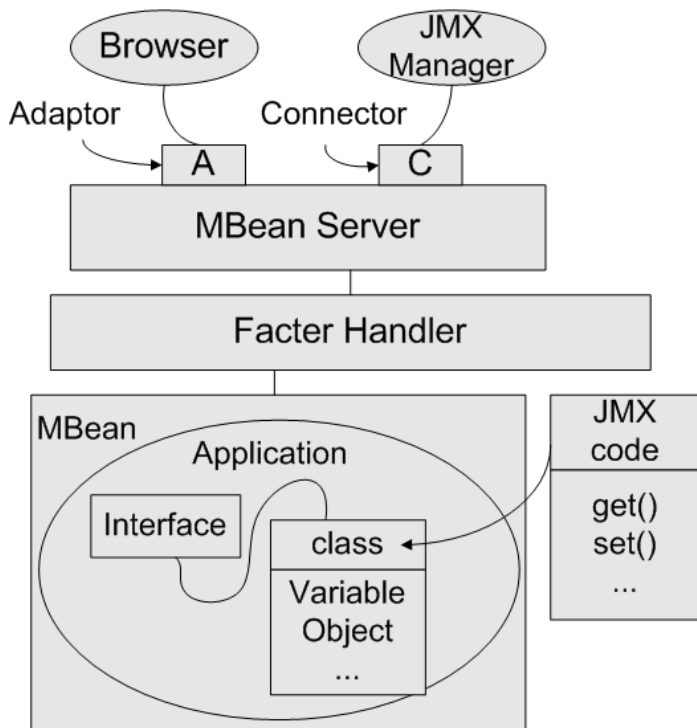 Browser
JMX
Manager
Adaptor
Connector
A
C
MBean Server
Facter Handler
MBean
Application
Interface
class
Variable
Object
...
JMX
code
get()
set()
...